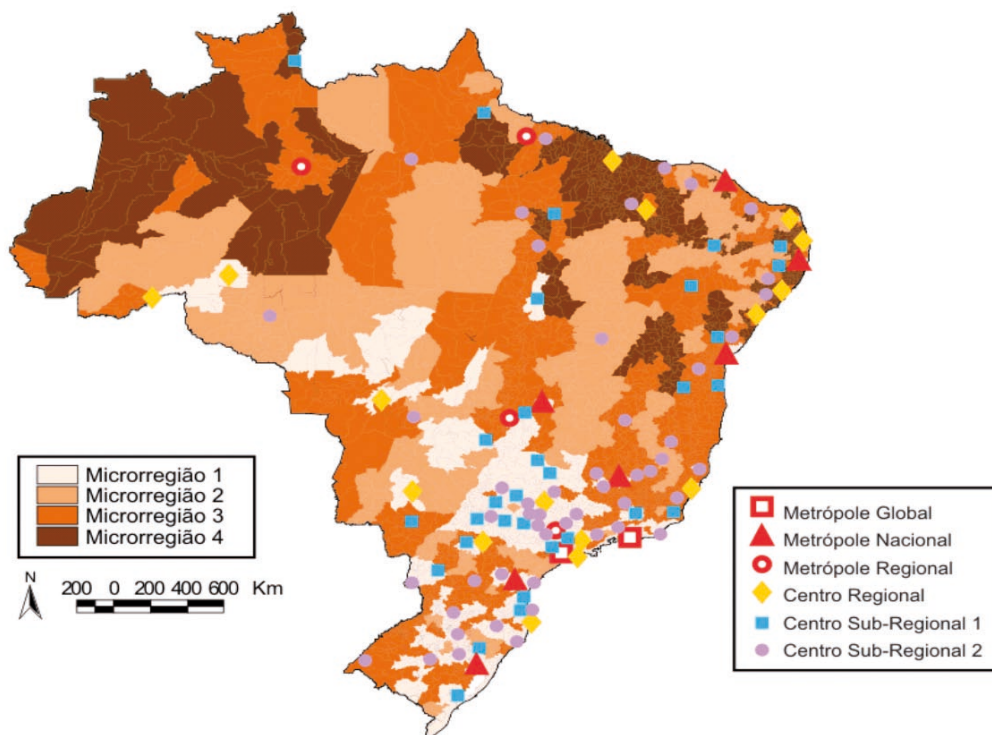 Microrregião 1
Microrregião 2
Microrregião 3
Microrregião 4
N
200 0 200 400 600 Km
Metrópole Global
Metrópole Nacional
Metrópole Regional
Centro Regional
Centro Sub-Regional 1
Centro Sub-Regional 2